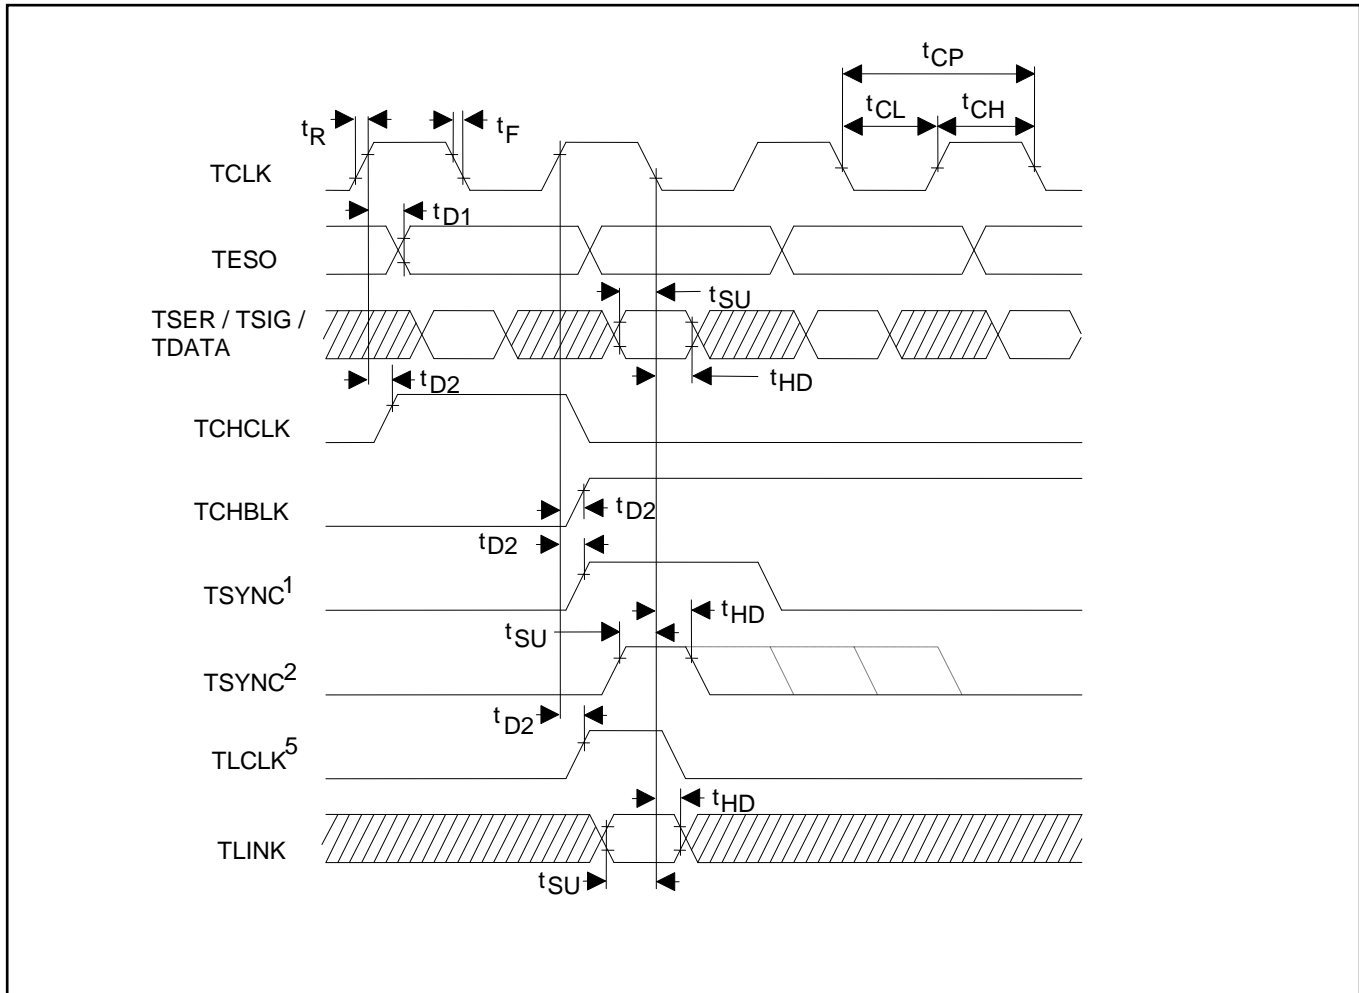 tCP
tR
tF
tCL
tCH
TCLK
tD1
TESO
tSU
TSER / TSIG /
TDATA
tD2
tHD
TCHCLK
TCHBLK
tD2
tD2
TSYNC1
tHD
tSU
TSYNC2
tD2
TLCLK5
tHD
TLINK
tSU